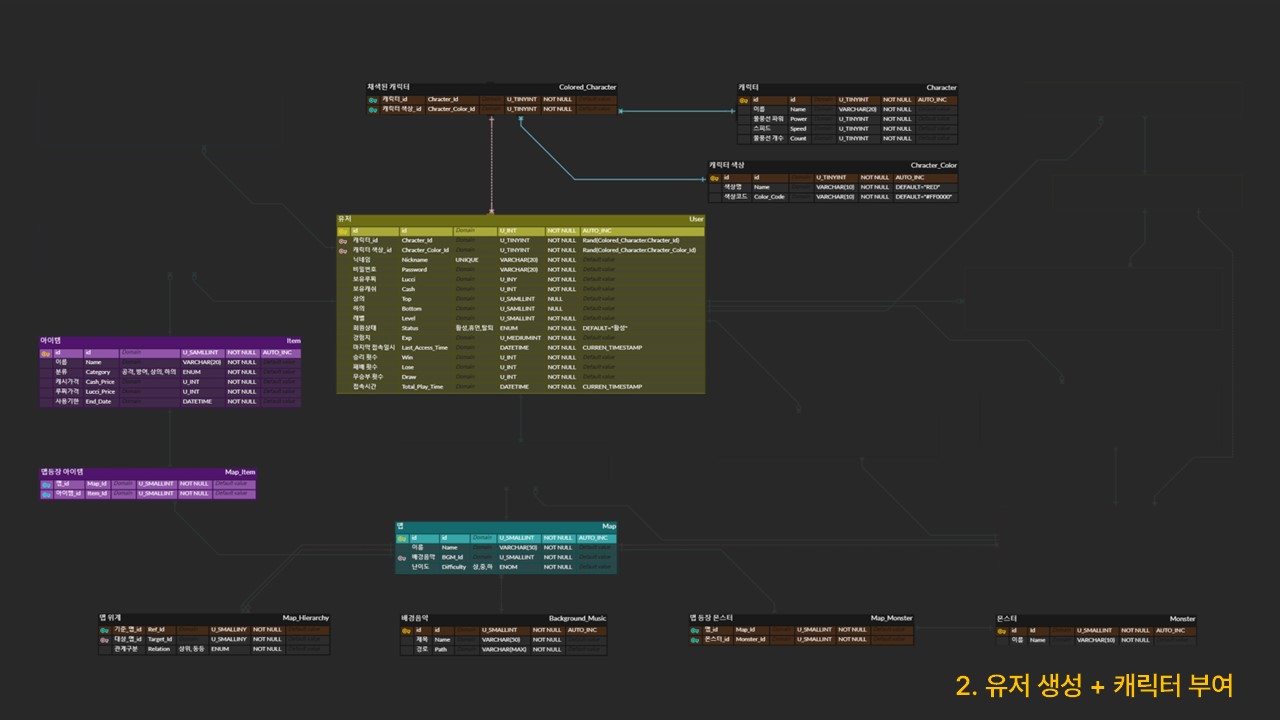 채색된 캐릭터 Colored_Character
캐릭터_id Chracter_Id U_TINYINT NOT NULL Default value
캐릭터 색상_id Chracter_Color_Id U_TINYINT NOT NULL Default value
캐릭터 Character
id id U_TINYINT NOT NULL AUTO_INC
이름 Name VARCHAR(20) NOT NULL
물풍선 파워 Power U_TINYINT NOT NULL
스피드 Speed U_TINYINT NOT NULL
물풍선 개수 Count U_TINYINT NOT NULL
캐릭터 색상 Chracter_Color
id id U_TINYINT NOT NULL AUTO_INC
색상명 Name VARCHAR(10) NOT NULL DEFAULT="RED"
색상코드 Color_Code VARCHAR(10) NOT NULL DEFAULT="#FF0000"
유저 User
id id Domain U_INT NOT NULL AUTO_INC
캐릭터_id Chracter_Id Domain U_TINYINT NOT NULL Rand(Colored_Character.Chracter_Id)
캐릭터 색상_id Chracter_Color_Id Domain U_TINYINT NOT NULL Rand(Colored_Character.Chracter_Color_Id)
닉네임 Nickname UNIQUE VARCHAR(20) NOT NULL Default value
비밀번호 Password Domain VARCHAR(20) NOT NULL Default value
보유루찌 Lucci Domain U_INY NOT NULL Default value
보유캐쉬 Cash Domain U_INT NOT NULL Default value
상의 Top Domain U_SAMLLINT NULL Default value
하의 Bottom Domain U_SAMLLINT NULL Default value
레벨 Level Domain U_SMALLINT NOT NULL Default value
회원상태 Status 활성,휴면,탈퇴 ENUM NOT NULL DEFAULT="활성"
경험치 Exp Domain U_MEDIUMINT NOT NULL Default value
마지막 접속일시 Last_Access_Time Domain DATETIME NOT NULL CURREN_TIMESTAMP
승리 횟수 Win Domain U_INT NOT NULL Default value
패배 횟수 Lose Domain U_INT NOT NULL Default value
무승부 횟수 Draw Domain U_INT NOT NULL Default value
접속시간 Total_Play_Time Domain DATETIME NOT NULL CURREN_TIMESTAMP
아이템 Item
id id Domain U_SAMLLINT NOT NULL AUTO_INC
이름 Name Domain VARCHAR(20) NOT NULL Default value
분류 Category 공격, 방어, 상의, 하의 ENUM NOT NULL Default value
캐시가격 Cash_Price Domain U_INT NOT NULL Default value
루찌가격 Lucci_Price Domain U_INT NOT NULL Default value
사용기한 End_Date Domain DATETIME NOT NULL Default value
맵등장 아이템 Map_Item
맵_id Map_Id Domain U_SMALLINT NOT NULL Default value
아이템_id Item_Id Domain U_SMALLINT NOT NULL Default value
맵 Map
id id Domain U_SMALLINT NOT NULL AUTO_INC
이름 Name Domain VARCHAR(50) NOT NULL Default value
배경음악 BGM_Id Domain U_SMALLINT NOT NULL Default value
난이도 Difficulty 상,중,하 ENOM NOT NULL Default value
맵 위계 Map_Hierarchy
기준_맵_id Ref_Id U_SMALLINY NOT NULL
대상_맵_id Target_Id U_SMALLINY NOT NULL
관계구분 Relation 상위,동등 ENUM NOT NULL
배경음악 Background_Music
id id U_SMALLINT NOT NULL AUTO_INC
제목 Name VARCHAR(50) NOT NULL
경로 Path VARCHAR(MAX) NOT NULL
맵 등장 몬스터 Map_Monster
맵_id Map_Id U_SMALLINT NOT NULL
몬스터_id Monster_Id U_SMALLINT NOT NULL
몬스터 Monster
id id U_SMALLINT NOT NULL AUTO_INC
이름 Name VARCHAR(10) NOT NULL
2. 유저 생성 + 캐릭터 부여